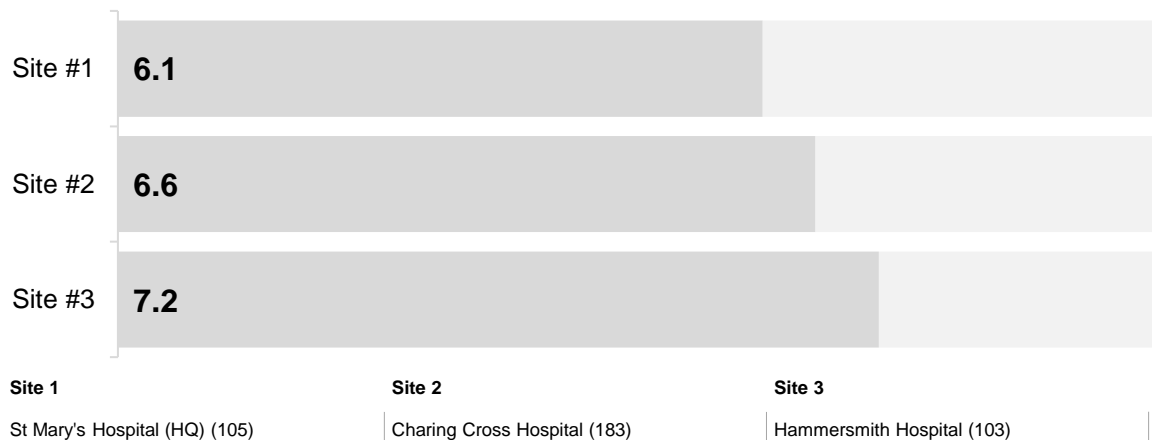 Site #1 6.1
Site #2 6.6
Site #3 7.2
Site 1 Site 2 Site 3
St Mary's Hospital (HQ) (105) Charing Cross Hospital (183) Hammersmith Hospital (103)